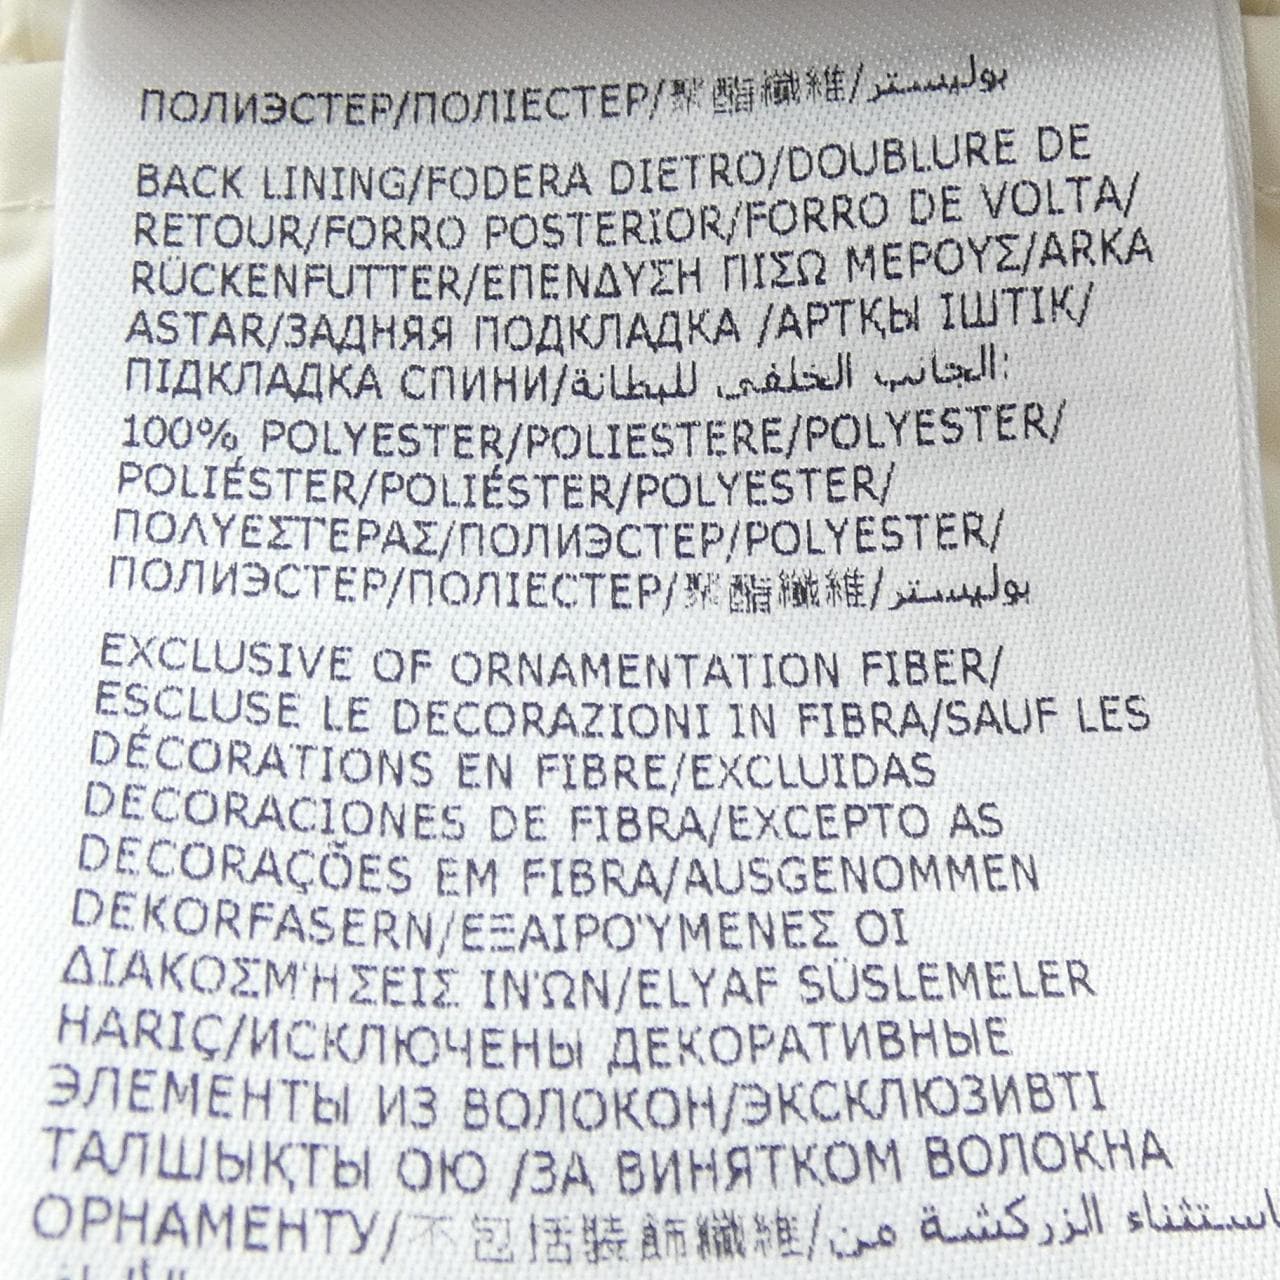 ПОЛИЭСТЕР/ПОЛІЕСТЕР/聚酯纖維/بوليستر
BACK LINING/FODERA DIETRO/DOUBLURE DE
RETOUR/FORRO POSTERIOR/FORRO DE VOLTA/
RÜCKENFUTTER/ΕΠΕΝΔΥΣΗ ΠΙΣΩ ΜΕΡΟΥΣ/ARKA
ASTAR/ЗАДНЯЯ ПОДКЛАДКА /АРТҚЫ ІШТІК/
ПІДКЛАДКА СПИНИ/الجانب الخلفي للبطانة:
100% POLYESTER/POLIESTERE/POLYESTER/
POLIÉSTER/POLIÉSTER/POLYESTER/
ΠΟΛΥΕΣΤΕΡΑΣ/ПОЛИЭСТЕР/POLYESTER/
ПОЛИЭСТЕР/ПОЛІЕСТЕР/聚酯纖維/بوليستر
EXCLUSIVE OF ORNAMENTATION FIBER/
ESCLUSE LE DECORAZIONI IN FIBRA/SAUF LES
DÉCORATIONS EN FIBRE/EXCLUIDAS
DECORACIONES DE FIBRA/EXCEPTO AS
DECORAÇÕES EM FIBRA/AUSGENOMMEN
DEKORFASERN/ΕΞΑΙΡΟΎΜΕΝΕΣ ΟΙ
ΔΙΑΚΟΣΜΉΣΕΙΣ ΙΝΏΝ/ELYAF SÜSLEMELER
HARIÇ/ИСКЛЮЧЕНЫ ДЕКОРАТИВНЫЕ
ЭЛЕМЕНТЫ ИЗ ВОЛОКОН/ЭКСКЛЮЗИВТІ
ТАЛШЫҚТЫ ОЮ /ЗА ВИНЯТКОМ ВОЛОКНА
ОРНАМЕНТУ/不包括裝飾纖維/باستثناء الزركشة من